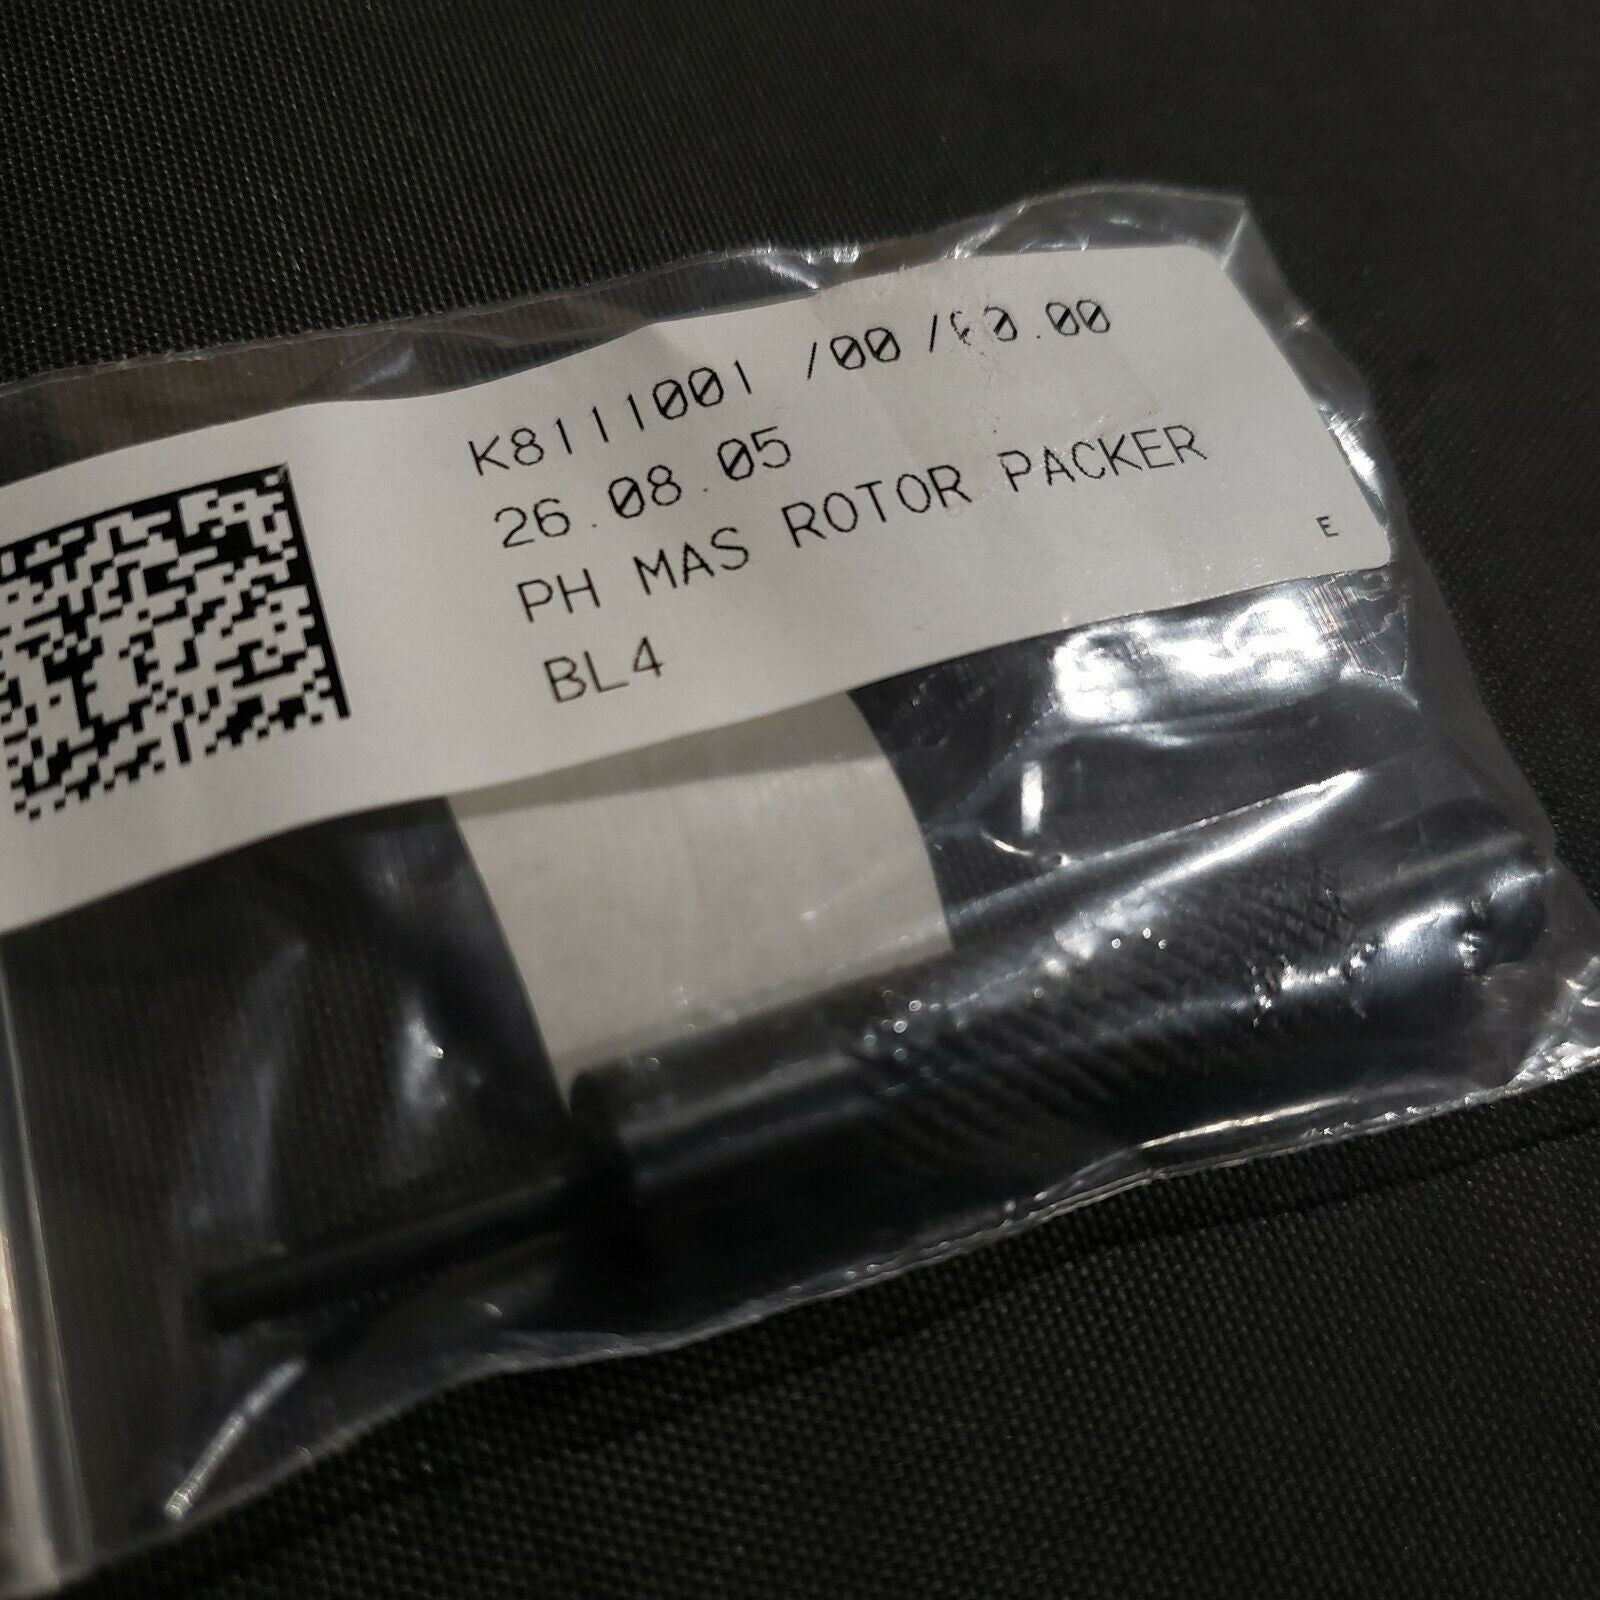 K8111001 /00
26.08.05
PH MAS ROTOR PACKER
BL4
E